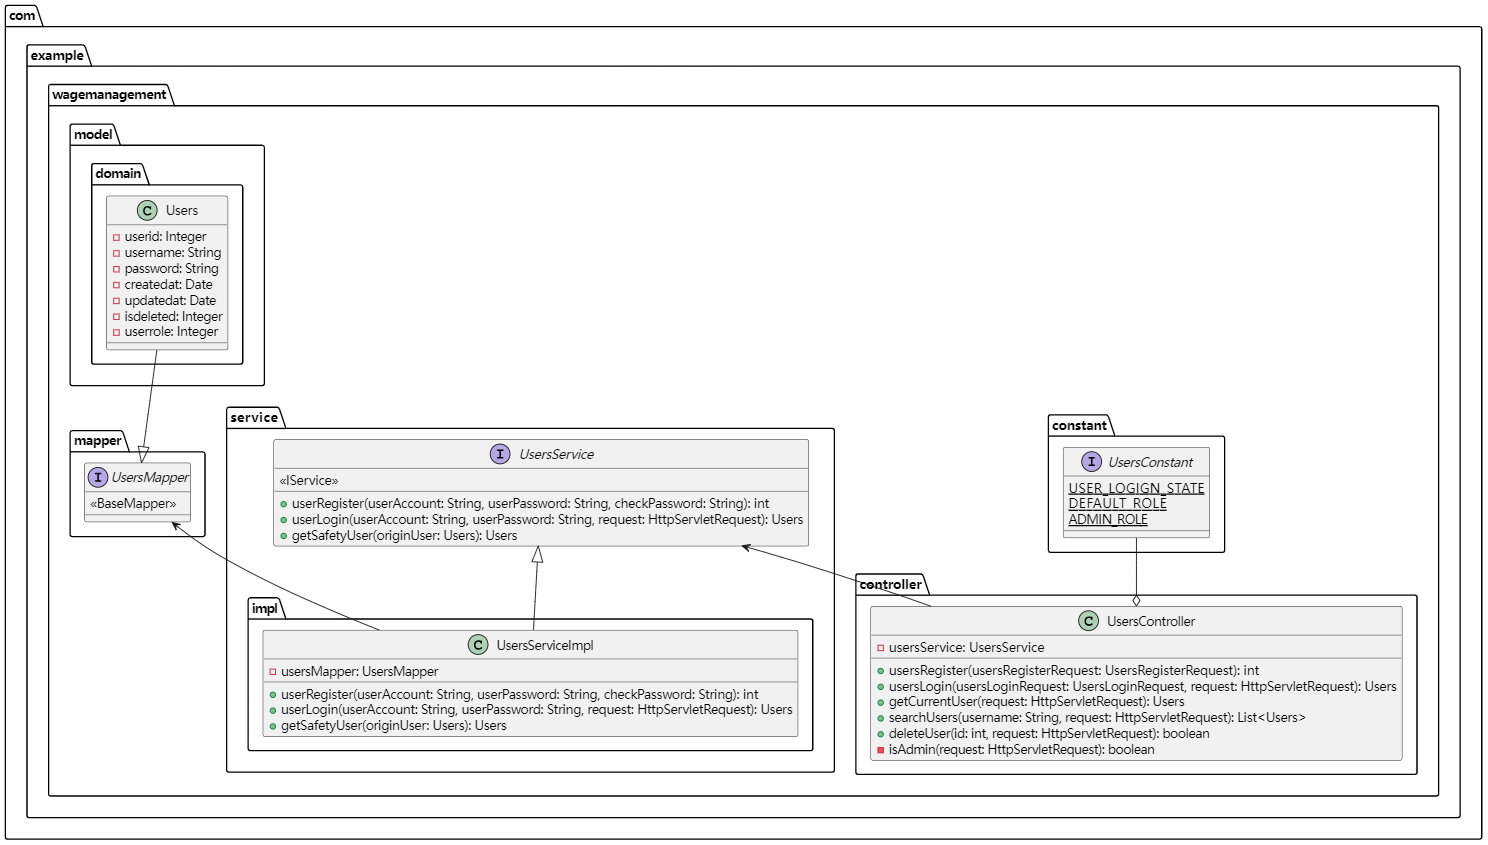 com
example
wagemanagement
model
domain
C Users
userid: Integer
username: String
password: String
createdat: Date
updatedat: Date
isdeleted: Integer
userrole: Integer
mapper
I UsersMapper
«BaseMapper»
service
I UsersService
«IService»
userRegister(userAccount: String, userPassword: String, checkPassword: String): int
userLogin(userAccount: String, userPassword: String, request: HttpServletRequest): Users
getSafetyUser(originUser: Users): Users
impl
C UsersServiceImpl
usersMapper: UsersMapper
userRegister(userAccount: String, userPassword: String, checkPassword: String): int
userLogin(userAccount: String, userPassword: String, request: HttpServletRequest): Users
getSafetyUser(originUser: Users): Users
constant
I UsersConstant
USER_LOGIGN_STATE
DEFAULT_ROLE
ADMIN_ROLE
controller
C UsersController
usersService: UsersService
usersRegister(usersRegisterRequest: UsersRegisterRequest): int
usersLogin(usersLoginRequest: UsersLoginRequest, request: HttpServletRequest): Users
getCurrentUser(request: HttpServletRequest): Users
searchUsers(username: String, request: HttpServletRequest): List<Users>
deleteUser(id: int, request: HttpServletRequest): boolean
isAdmin(request: HttpServletRequest): boolean